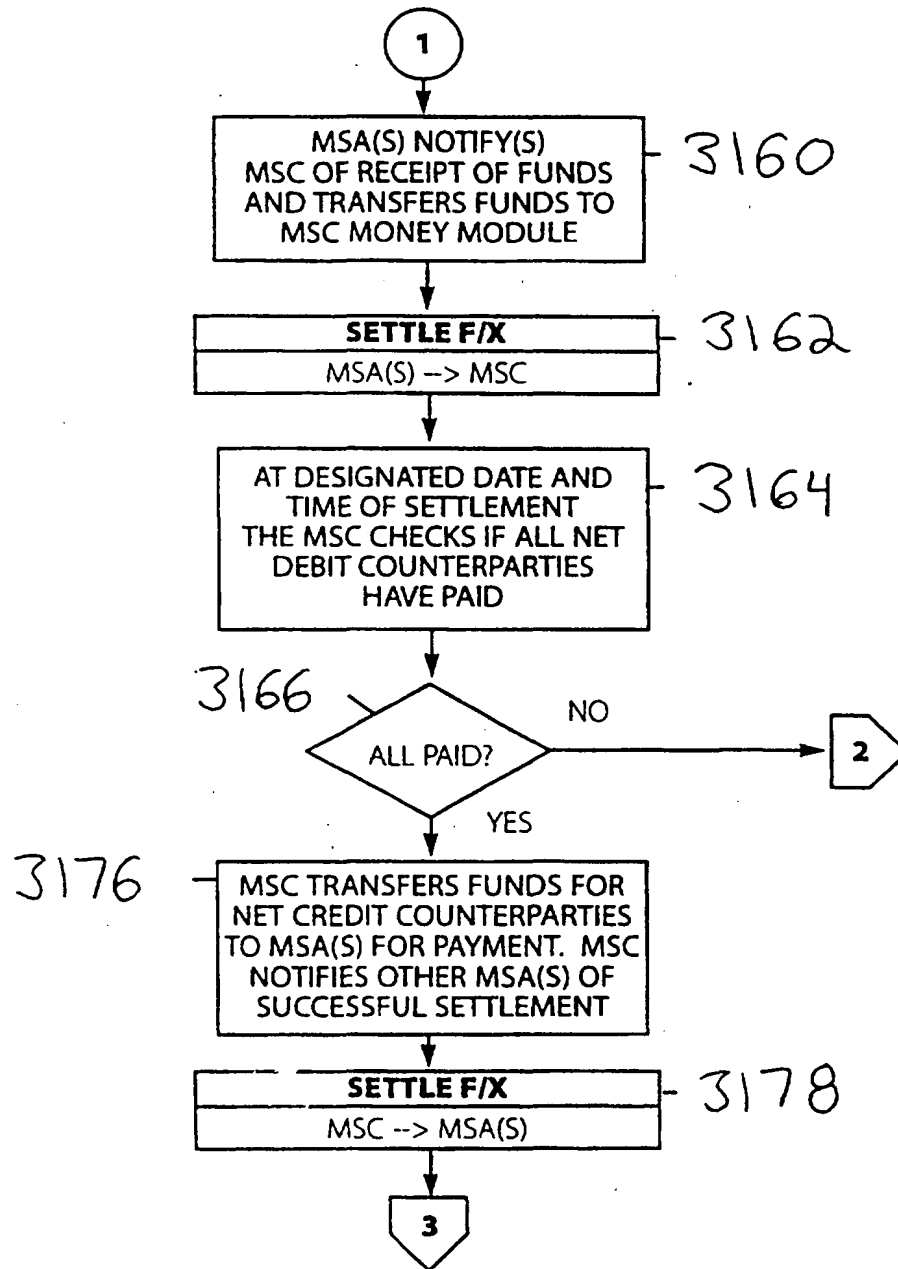 1
MSA(S) NOTIFY(S)
MSC OF RECEIPT OF FUNDS
AND TRANSFERS FUNDS TO
MSC MONEY MODULE
3160
SETTLE F/X
MSA(S) --> MSC
3162
AT DESIGNATED DATE AND
TIME OF SETTLEMENT
THE MSC CHECKS IF ALL NET
DEBIT COUNTERPARTIES
HAVE PAID
3164
3166
ALL PAID?
NO
2
YES
3176
MSC TRANSFERS FUNDS FOR
NET CREDIT COUNTERPARTIES
TO MSA(S) FOR PAYMENT. MSC
NOTIFIES OTHER MSA(S) OF
SUCCESSFUL SETTLEMENT
SETTLE F/X
MSC --> MSA(S)
3178
3